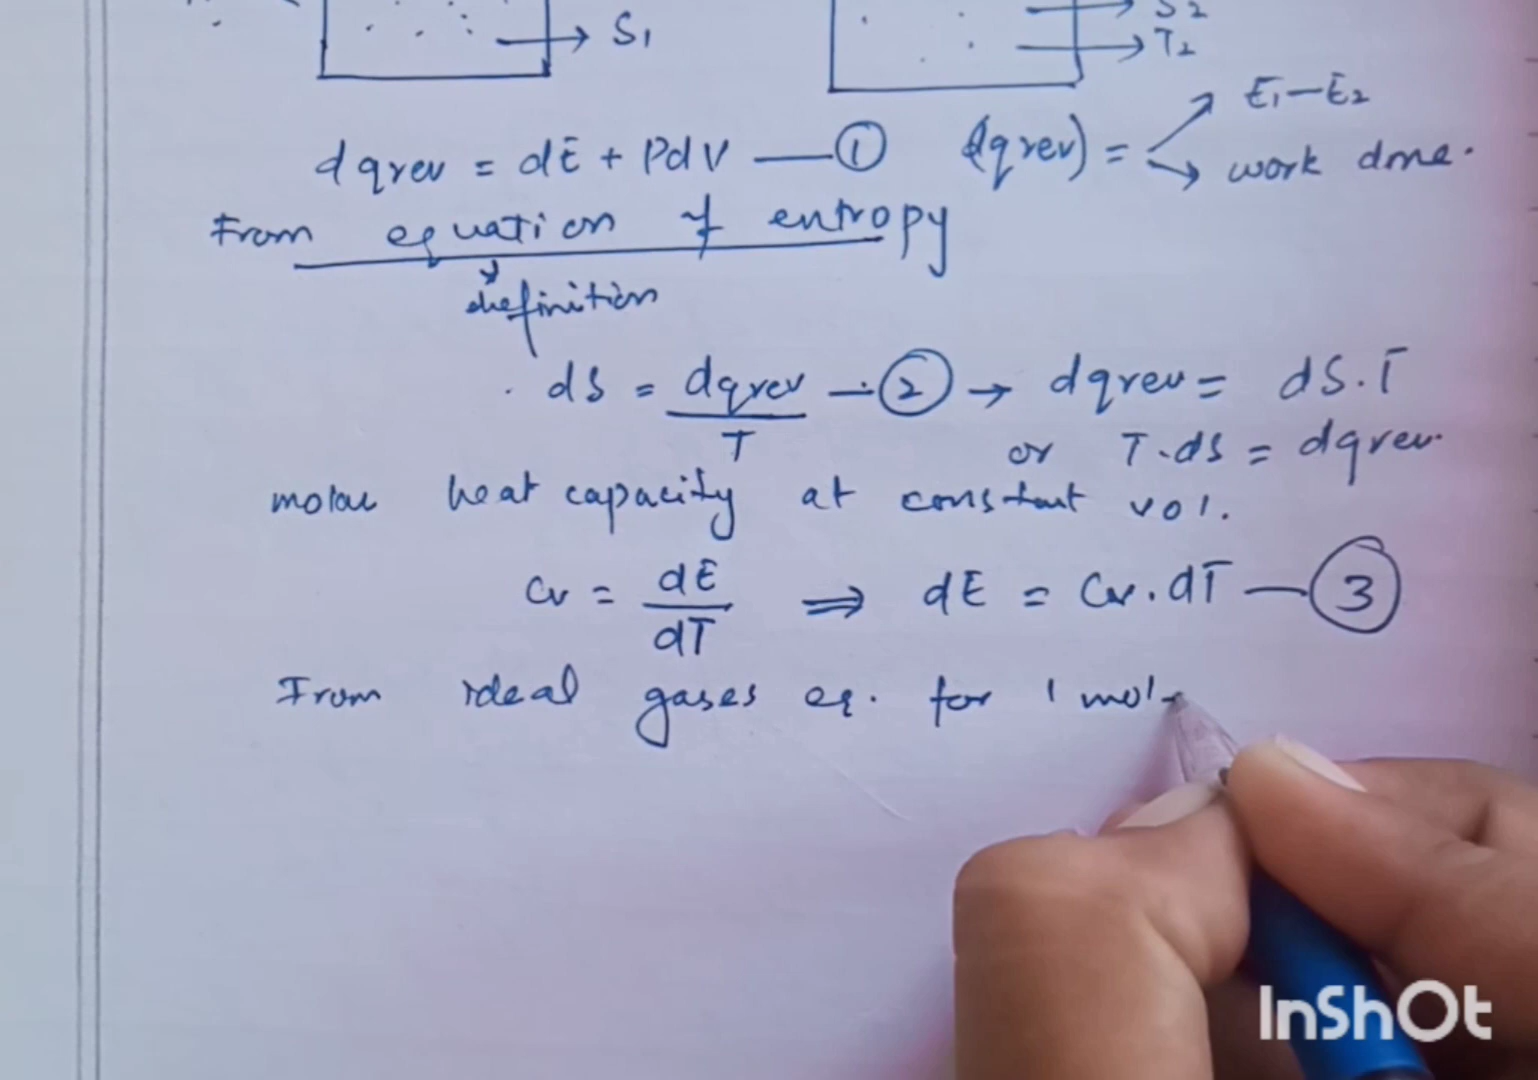 S₁
S₂
T₂
E₁-E₂
dqrev = dE + PdV — ① (dqrev) =
work done.
From equation of entropy
definition
dS = dqrev/T — ② → dqrev = dS.T
or T.dS = dqrev.
molar heat capacity at constant vol.
Cv = dE/dT ⇒ dE = Cv.dT — ③
From ideal gases eq. for 1 mole
InShOt